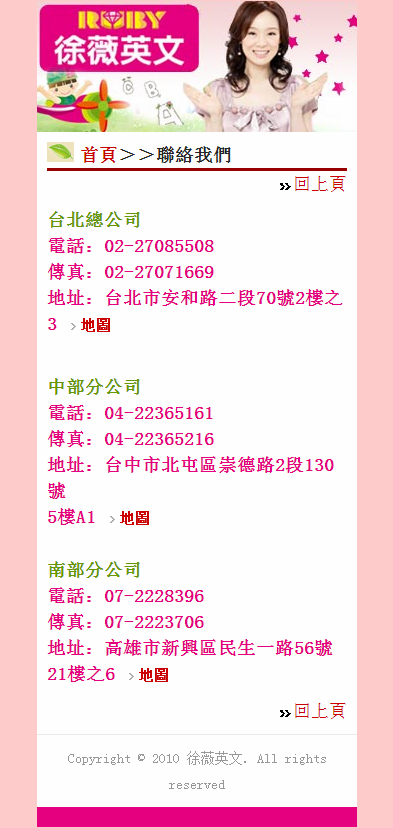 RUBY
徐薇英文
A
B
C
首頁＞＞聯絡我們
回上頁
台北總公司
電話：02-27085508
傳真：02-27071669
地址：台北市安和路二段70號2樓之
3 地圖
中部分公司
電話：04-22365161
傳真：04-22365216
地址：台中市北屯區崇德路2段130
號
5樓A1 地圖
南部分公司
電話：07-2228396
傳真：07-2223706
地址：高雄市新興區民生一路56號
21樓之6 地圖
回上頁
Copyright © 2010 徐薇英文. All rights
reserved